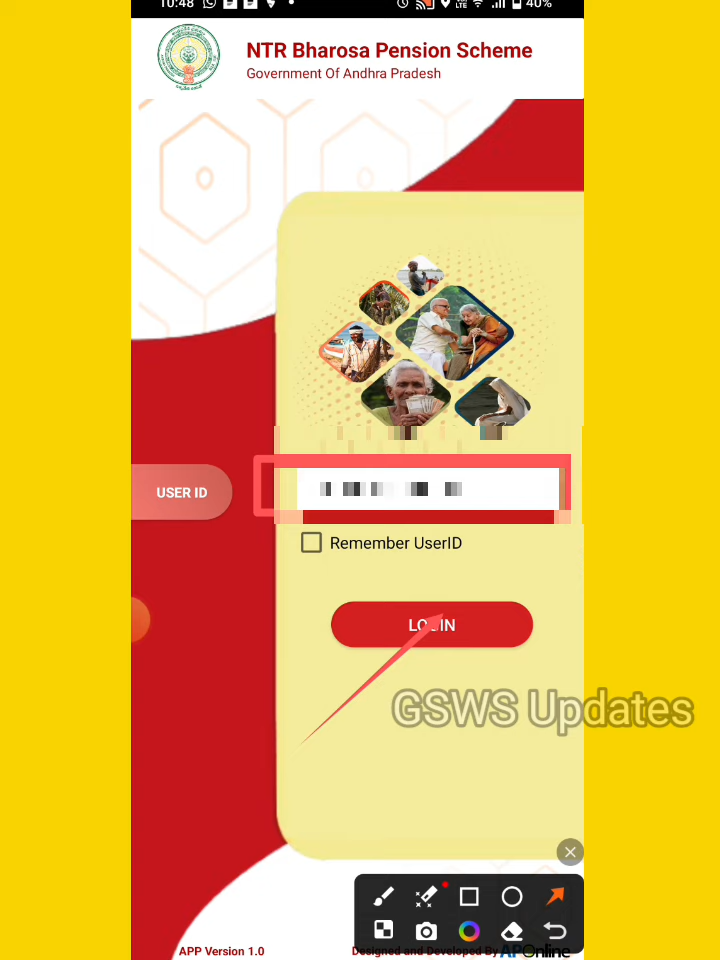 10:48
LTE
40%
NTR Bharosa Pension Scheme
Government Of Andhra Pradesh
USER ID
Remember UserID
LOGIN
GSWS Updates
APP Version 1.0
Designed and Developed By APOnline